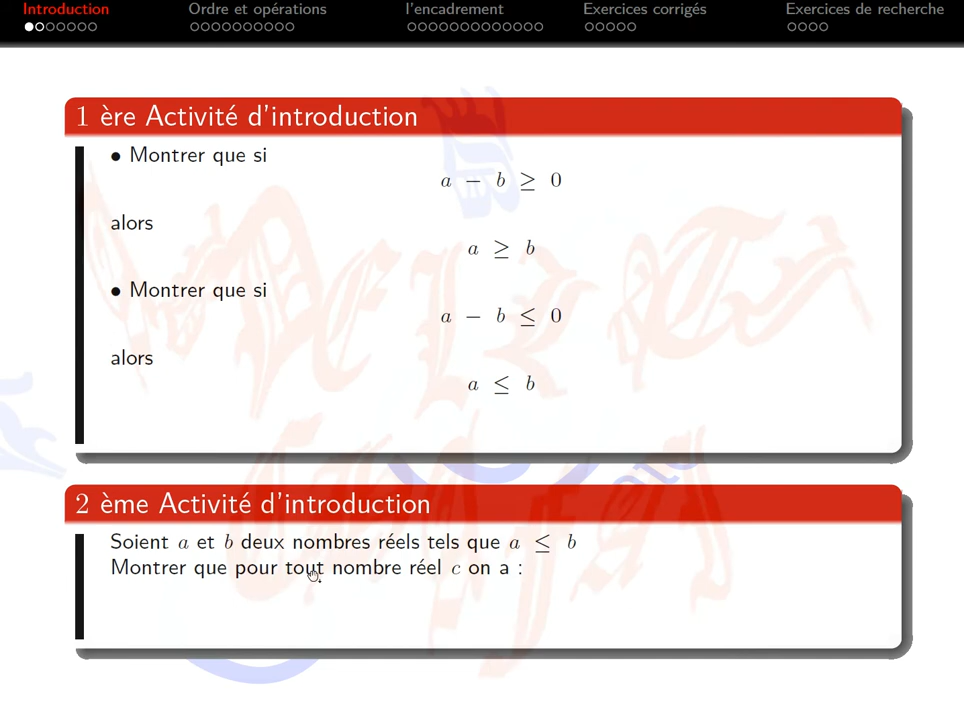 Introduction
Ordre et opérations
l'encadrement
Exercices corrigés
Exercices de recherche
1 ère Activité d'introduction
• Montrer que si
a − b ≥ 0
alors
a ≥ b
• Montrer que si
a − b ≤ 0
alors
a ≤ b
2 ème Activité d'introduction
Soient a et b deux nombres réels tels que a ≤ b
Montrer que pour tout nombre réel c on a :